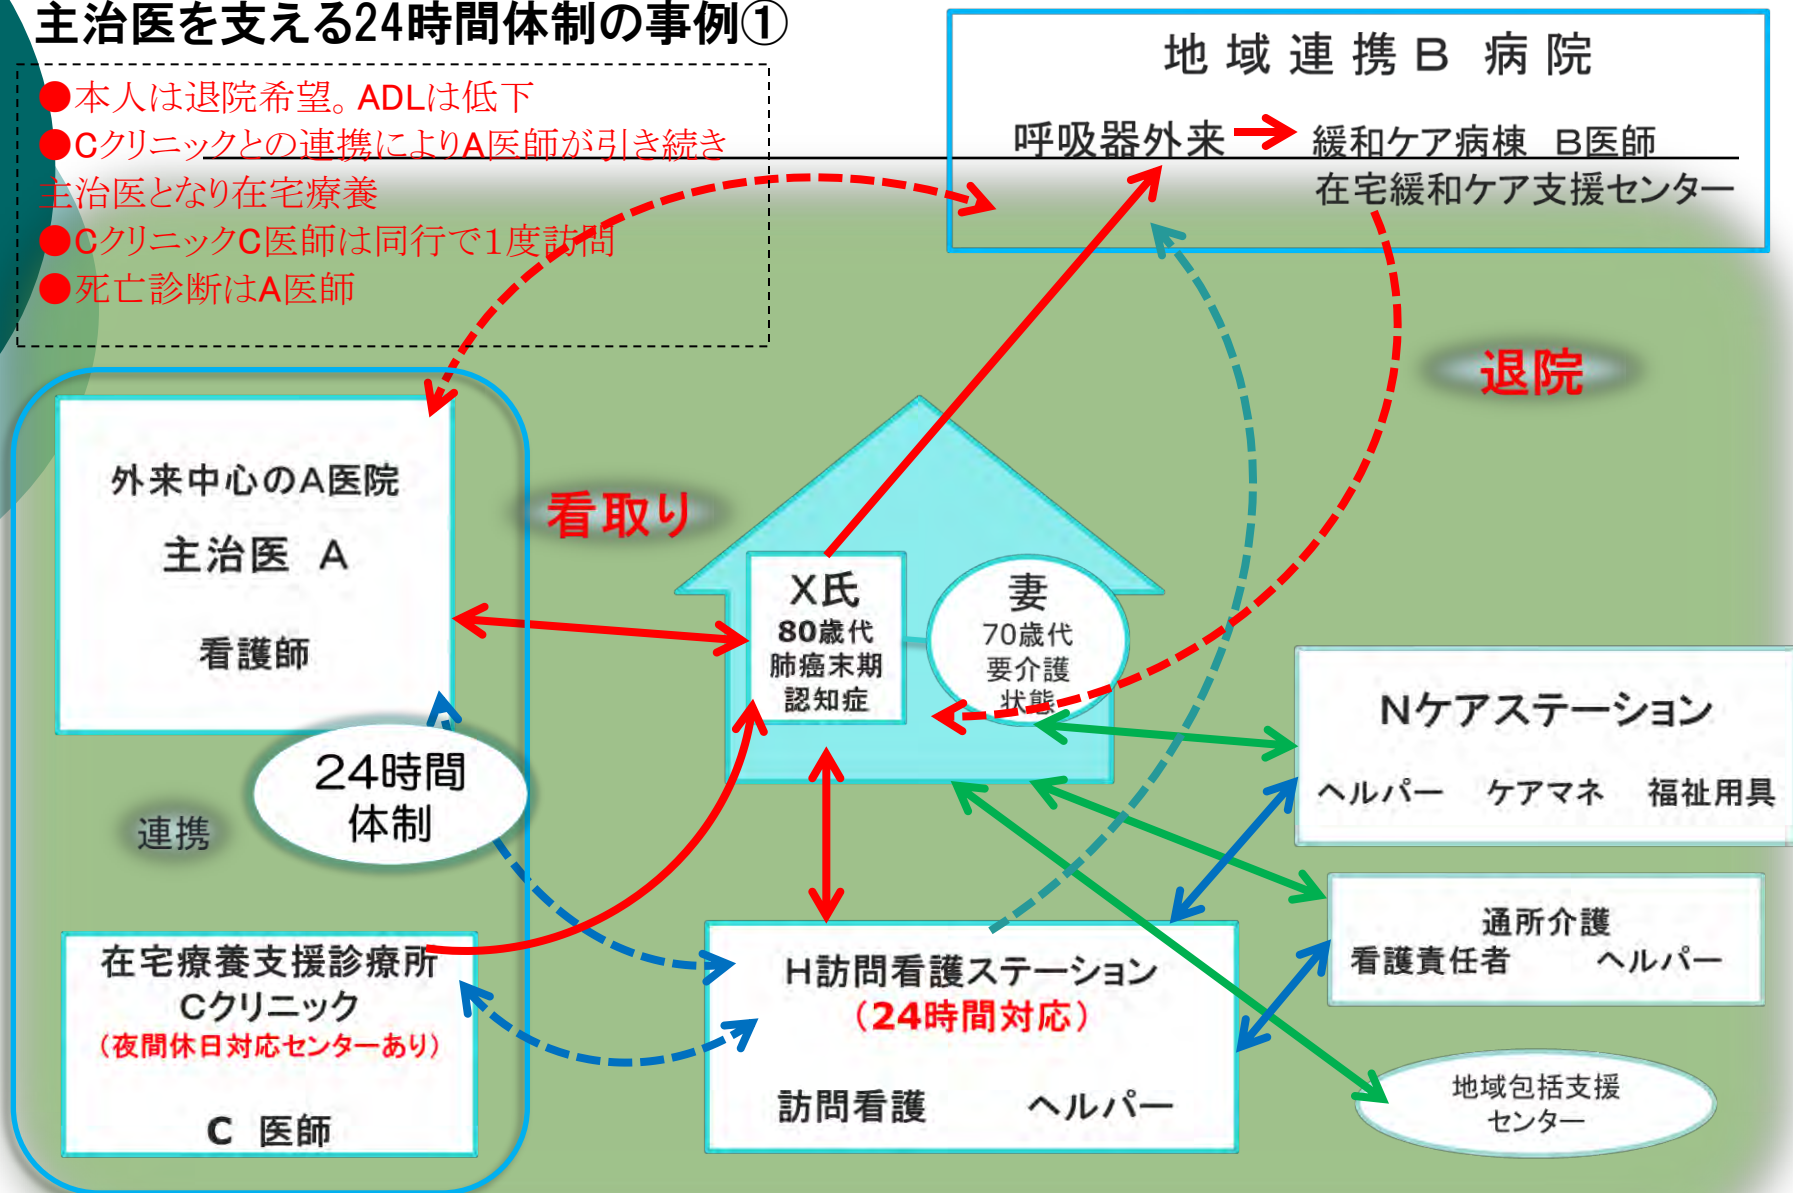 主治医を支える24時間体制の事例①
●本人は退院希望。ADLは低下
●Cクリニックとの連携によりA医師が引き続き
主治医となり在宅療養
●CクリニックC医師は同行で1度訪問
●死亡診断はA医師
地域連携B 病院
呼吸器外来
緩和ケア病棟 B医師
在宅緩和ケア支援センター
退院
外来中心のA医院
主治医 A
看護師
看取り
X氏
80歳代
肺癌末期
認知症
妻
70歳代
要介護
状態
Nケアステーション
ヘルパー ケアマネ 福祉用具
24時間
体制
連携
通所介護
看護責任者 ヘルパー
在宅療養支援診療所
Cクリニック
（夜間休日対応センターあり）
C 医師
H訪問看護ステーション
（24時間対応）
訪問看護 ヘルパー
地域包括支援
センター